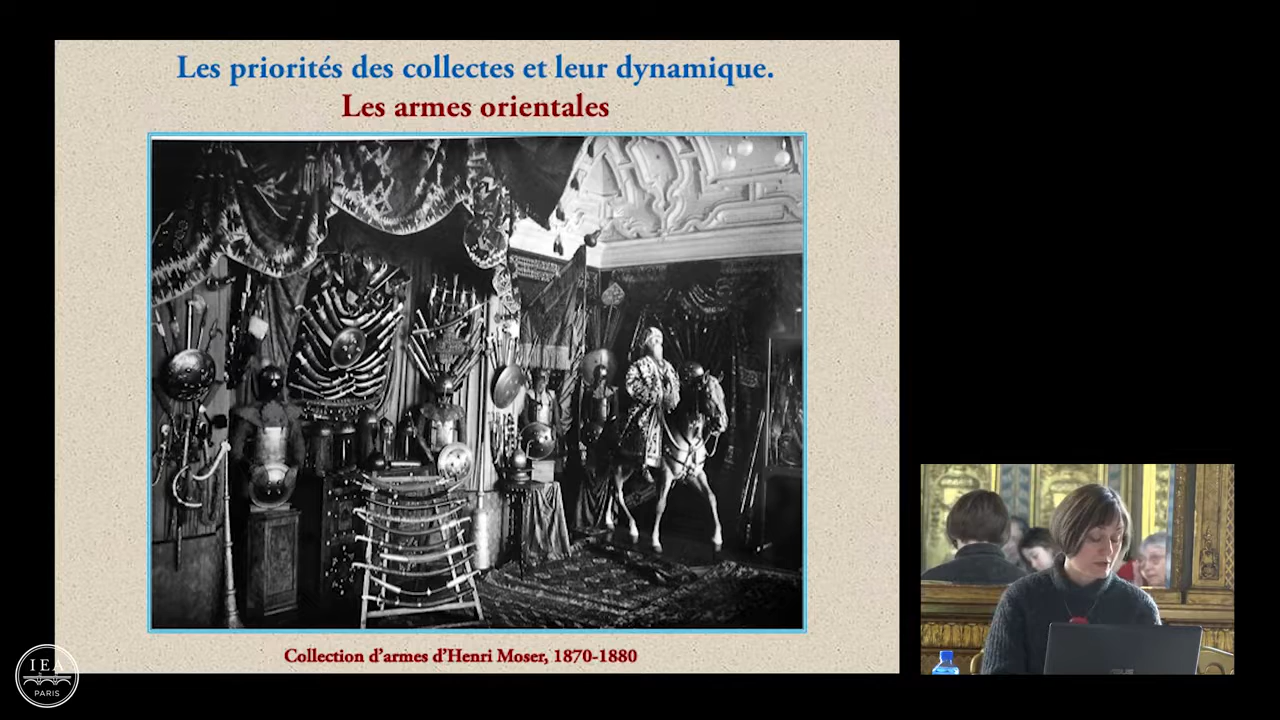 Les priorités des collectes et leur dynamique.
Les armes orientales
Collection d'armes d'Henri Moser, 1870-1880
IEA
PARIS